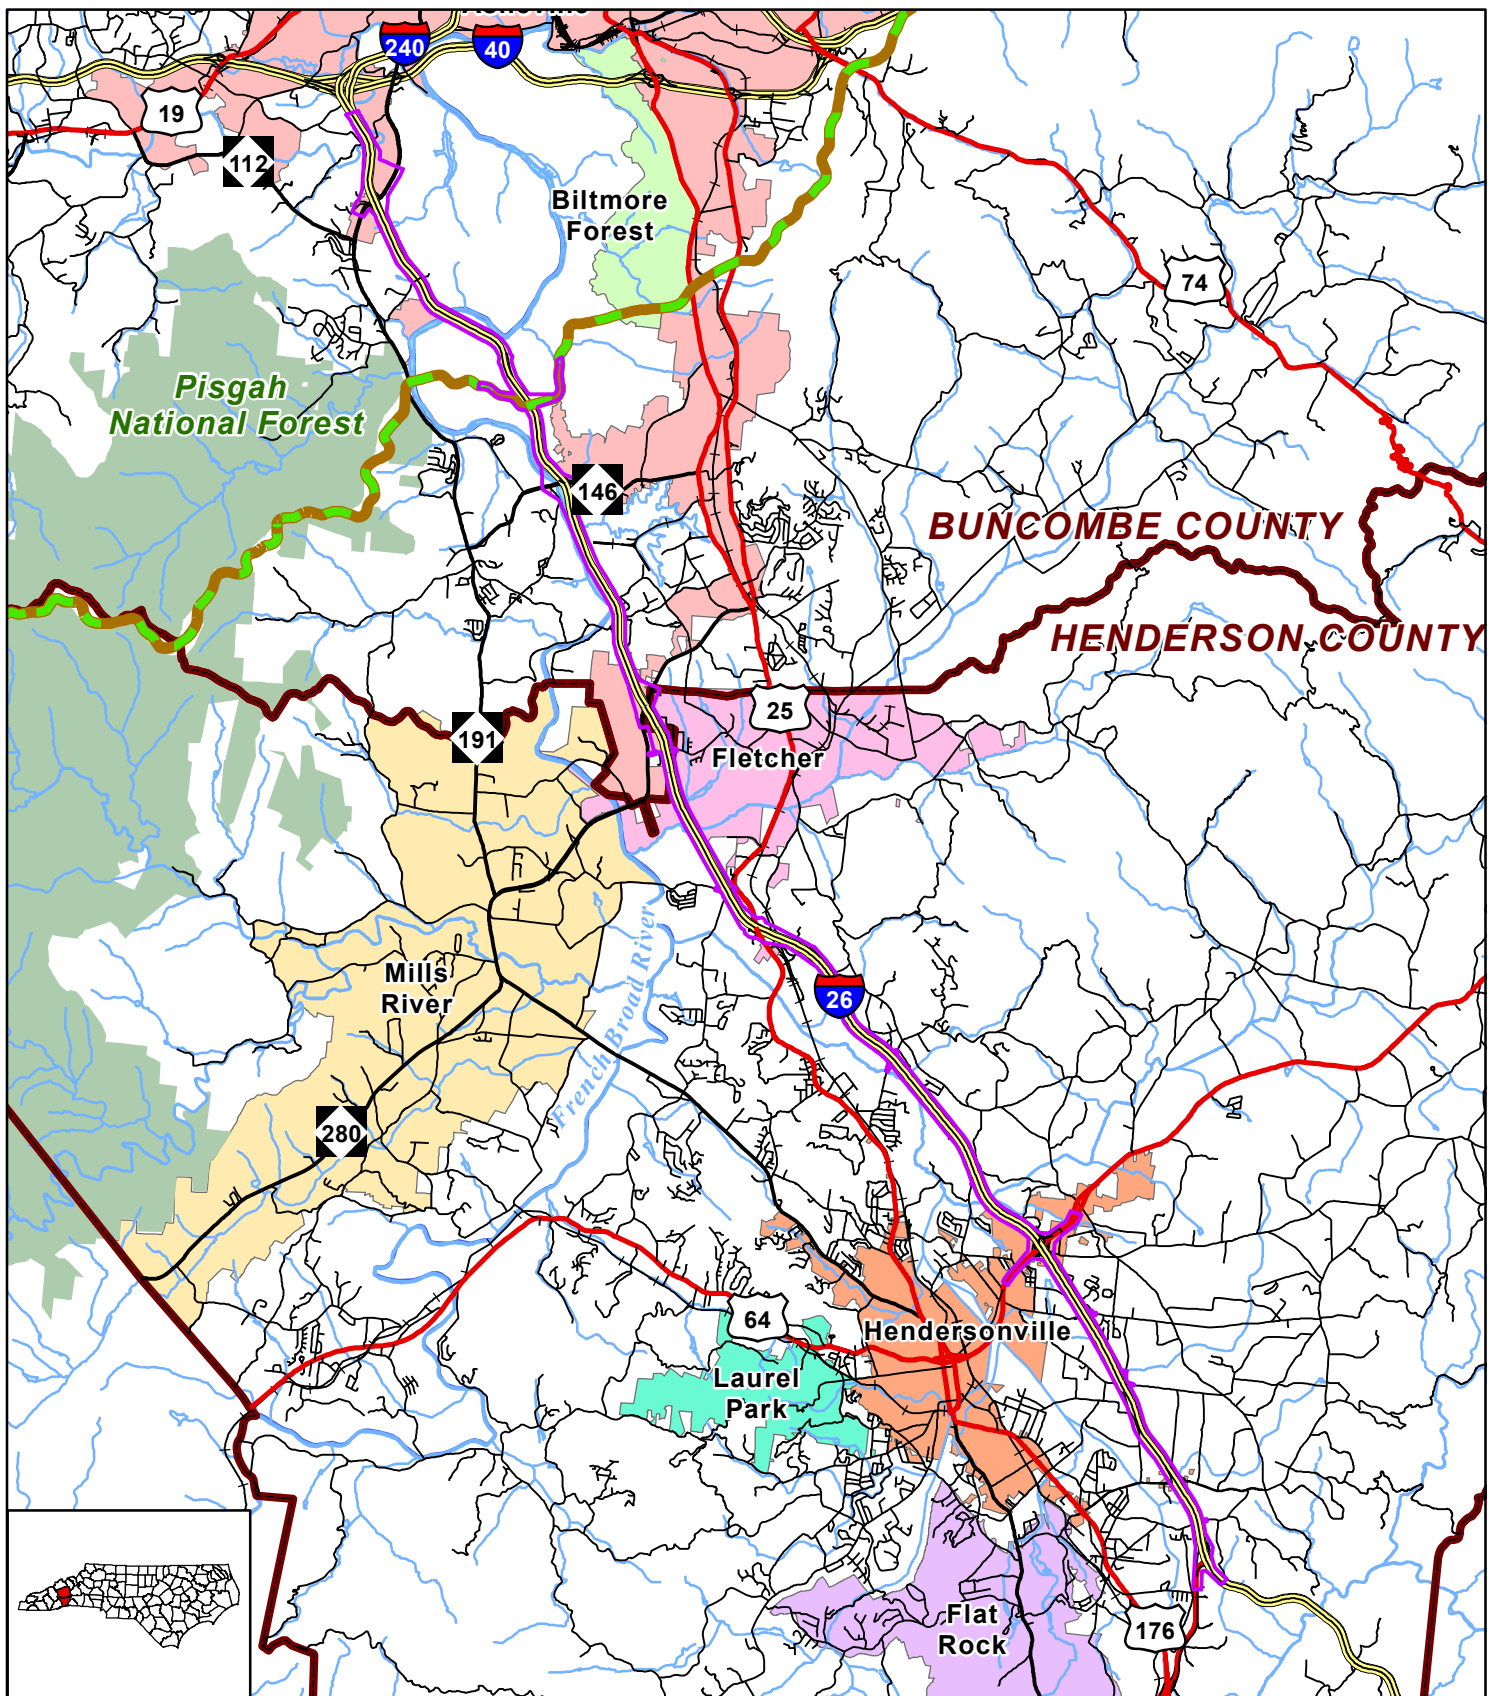 Asheville
240
40
19
112
Biltmore
Forest
74
Pisgah
National Forest
146
BUNCOMBE COUNTY
HENDERSON COUNTY
25
191
Fletcher
Mills
River
26
French Broad River
280
64
Hendersonville
Laurel
Park
Flat
Rock
176